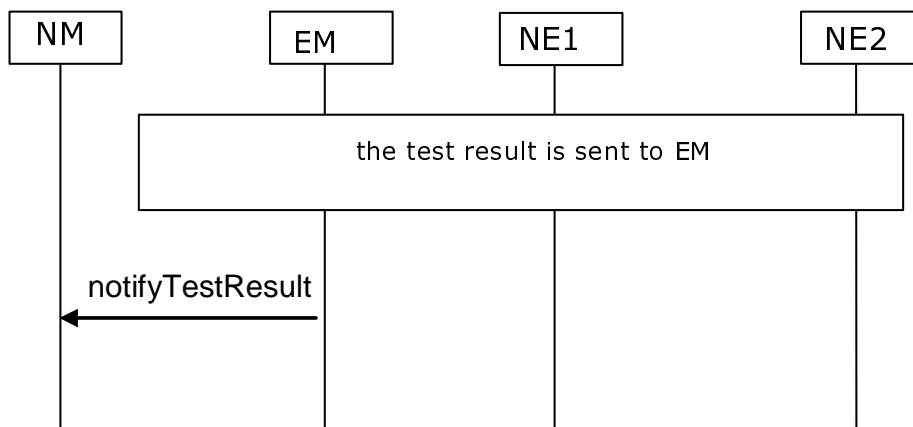 NM
EM
NE1
NE2
the test result is sent to EM
notifyTestResult